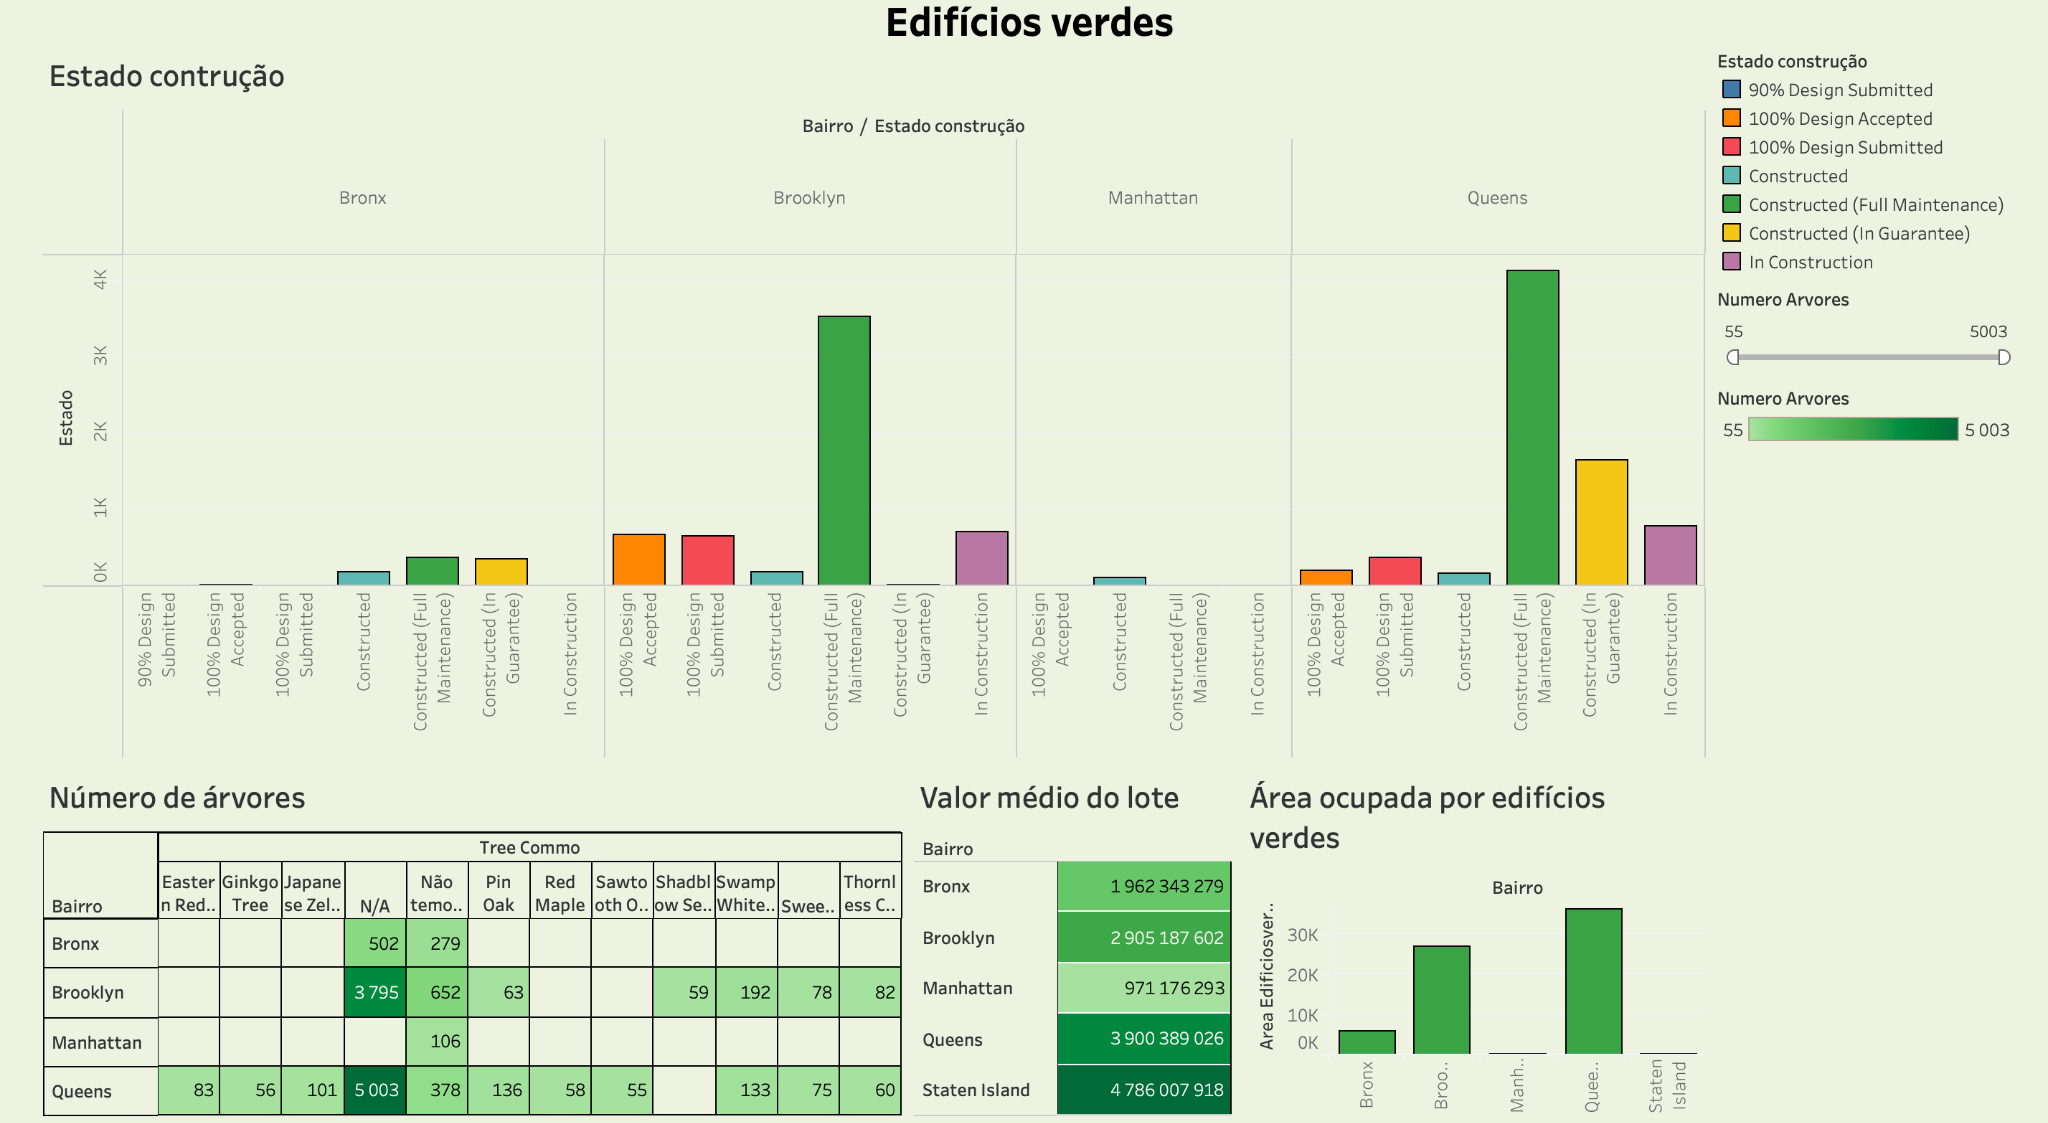 Edifícios verdes
Estado contrução
Bairro / Estado construção
Bronx
Brooklyn
Manhattan
Queens
Estado
4K
3K
2K
1K
0K
90% Design
Submitted
100% Design
Accepted
100% Design
Submitted
Constructed
Constructed (Full
Maintenance)
Constructed (In
Guarantee)
In Construction
100% Design
Accepted
100% Design
Submitted
Constructed
Constructed (Full
Maintenance)
Constructed (In
Guarantee)
In Construction
100% Design
Accepted
Constructed
Constructed (Full
Maintenance)
In Construction
100% Design
Accepted
100% Design
Submitted
Constructed
Constructed (Full
Maintenance)
Constructed (In
Guarantee)
In Construction
Estado construção
90% Design Submitted
100% Design Accepted
100% Design Submitted
Constructed
Constructed (Full Maintenance)
Constructed (In Guarantee)
In Construction
Numero Arvores
55 5003
Numero Arvores
55 5 003
Número de árvores
Tree Commo
Bairro
Easter
n Red..
Ginkgo
Tree
Japane
se Zel..
N/A
Não
temo..
Pin
Oak
Red
Maple
Sawto
oth O..
Shadbl
ow Se..
Swamp
White..
Swee..
Thornl
ess C..
Bronx 502 279
Brooklyn 3 795 652 63 59 192 78 82
Manhattan 106
Queens 83 56 101 5 003 378 136 58 55 133 75 60
Valor médio do lote
Bairro
Bronx 1 962 343 279
Brooklyn 2 905 187 602
Manhattan 971 176 293
Queens 3 900 389 026
Staten Island 4 786 007 918
Área ocupada por edifícios
verdes
Bairro
Area Edificiosver..
30K
20K
10K
0K
Bronx
Broo..
Manh..
Quee..
Staten
Island